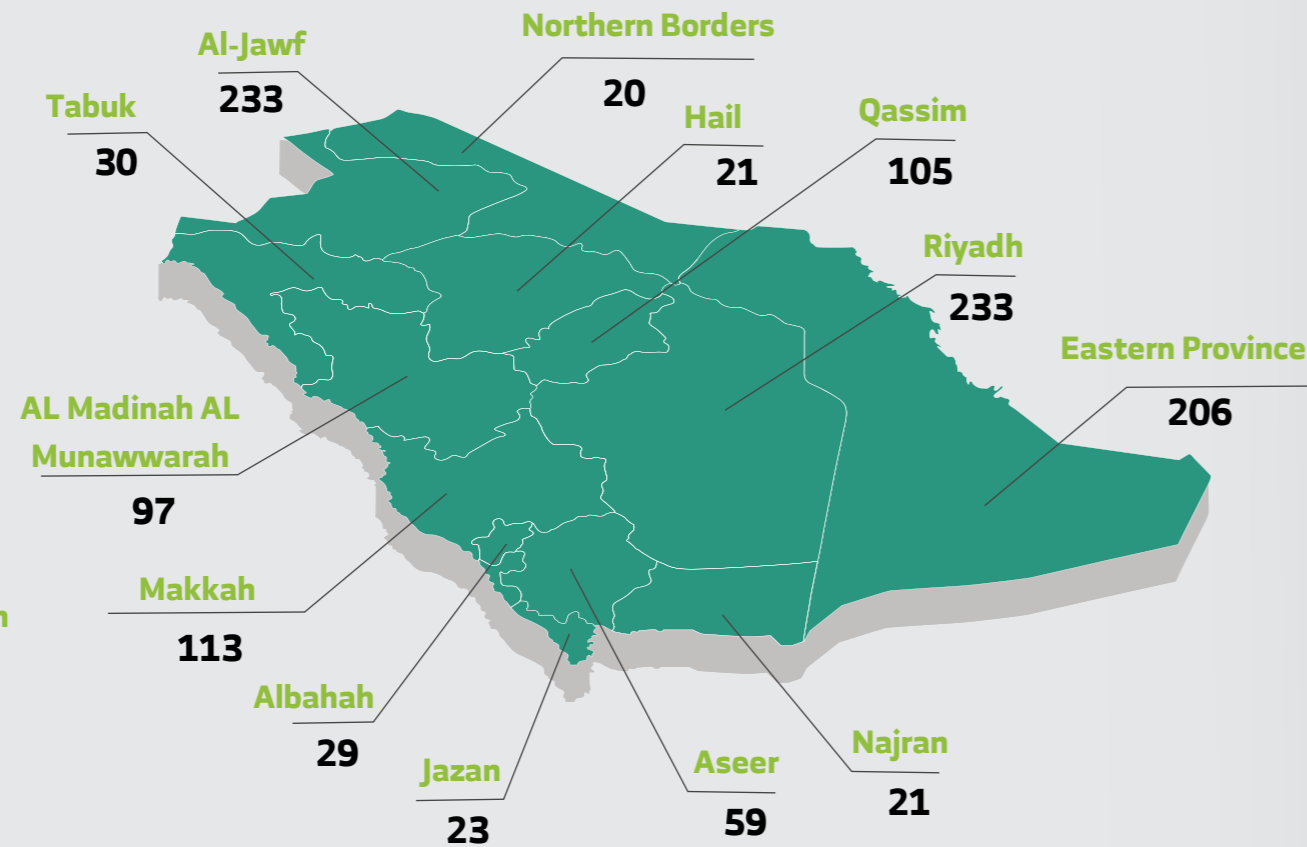 Northern Borders
20
Al-Jawf
233
Tabuk
30
Hail
21
Qassim
105
Riyadh
233
Eastern Province
206
AL Madinah AL
Munawwarah
97
Makkah
113
Albahah
29
Jazan
23
Aseer
59
Najran
21